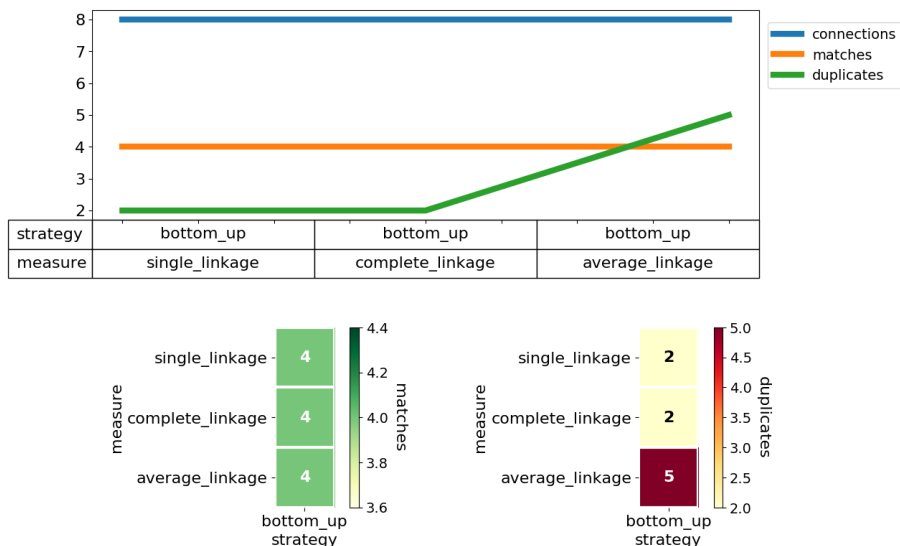 8
7
6
5
4
3
2
connections
matches
duplicates
strategy bottom_up bottom_up bottom_up
measure single_linkage complete_linkage average_linkage
measure
single_linkage 4
complete_linkage 4
average_linkage 4
bottom_up
strategy
4.4
4.2
4.0
3.8
3.6
matches
measure
single_linkage 2
complete_linkage 2
average_linkage 5
bottom_up
strategy
5.0
4.5
4.0
3.5
3.0
2.5
2.0
duplicates